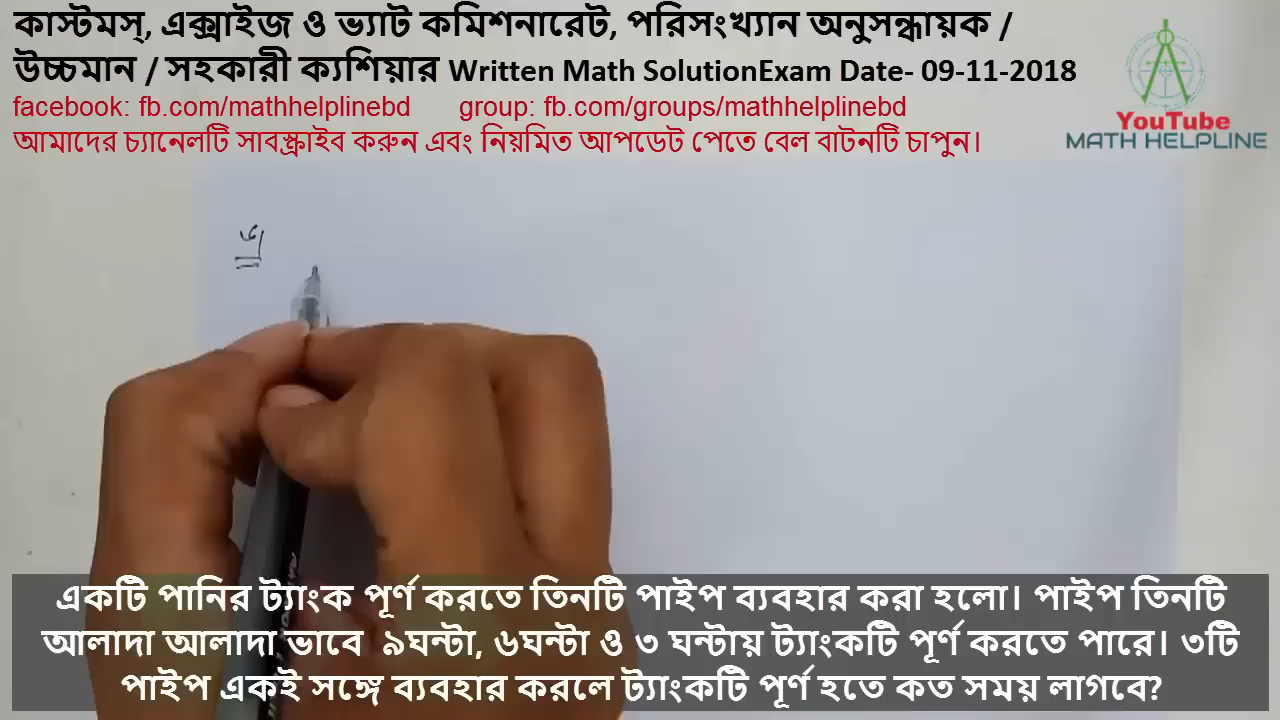 কাস্টমস্, এক্সাইজ ও ভ্যাট কমিশনারেট, পরিসংখ্যান অনুসন্ধায়ক /
উচ্চমান / সহকারী ক্যশিয়ার Written Math SolutionExam Date- 09-11-2018
facebook: fb.com/mathhelplinebd group: fb.com/groups/mathhelplinebd
আমাদের চ্যানেলটি সাবস্ক্রাইব করুন এবং নিয়মিত আপডেট পেতে বেল বাটনটি চাপুন।
YouTube
MATH HELPLINE
একটি পানির ট্যাংক পূর্ণ করতে তিনটি পাইপ ব্যবহার করা হলো। পাইপ তিনটি
আলাদা আলাদা ভাবে ৯ঘন্টা, ৬ঘন্টা ও ৩ ঘন্টায় ট্যাংকটি পূর্ণ করতে পারে। ৩টি
পাইপ একই সঙ্গে ব্যবহার করলে ট্যাংকটি পূর্ণ হতে কত সময় লাগবে?